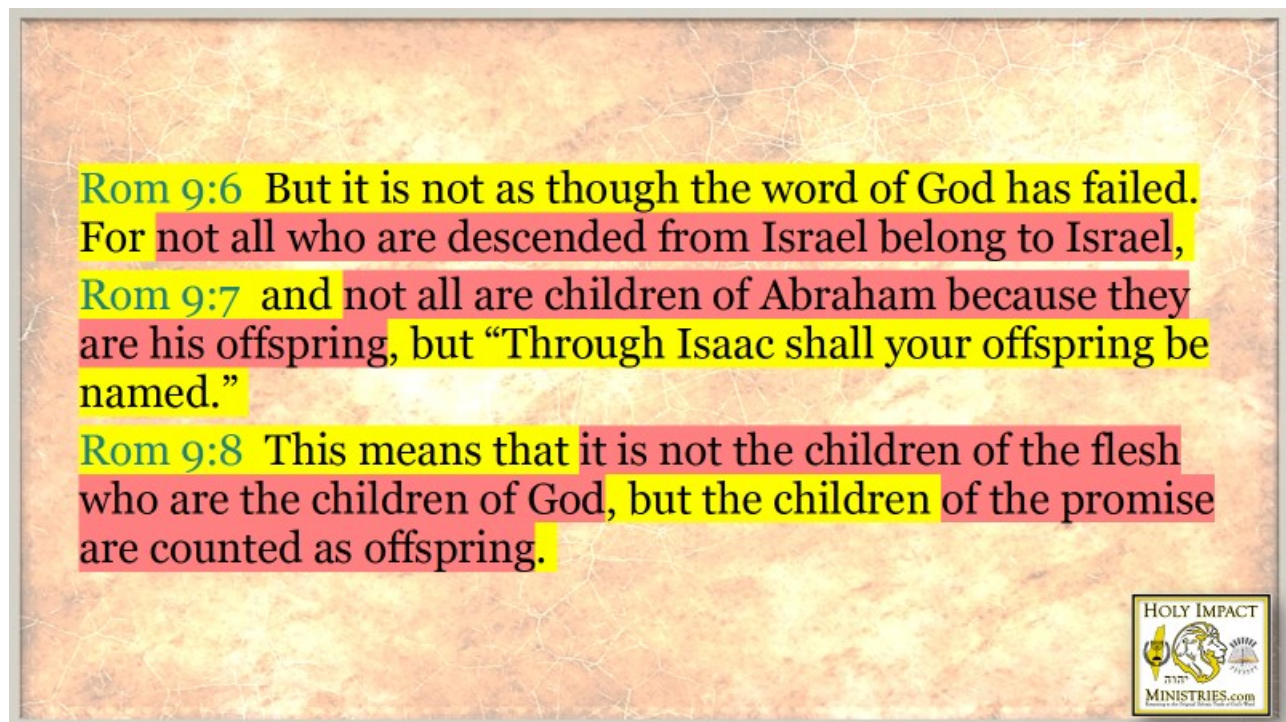 Rom 9:6 But it is not as though the word of God has failed.
For not all who are descended from Israel belong to Israel,
Rom 9:7 and not all are children of Abraham because they
are his offspring, but “Through Isaac shall your offspring be
named.”
Rom 9:8 This means that it is not the children of the flesh
who are the children of God, but the children of the promise
are counted as offspring.
HOLY IMPACT
יהוה
MINISTRIES.com